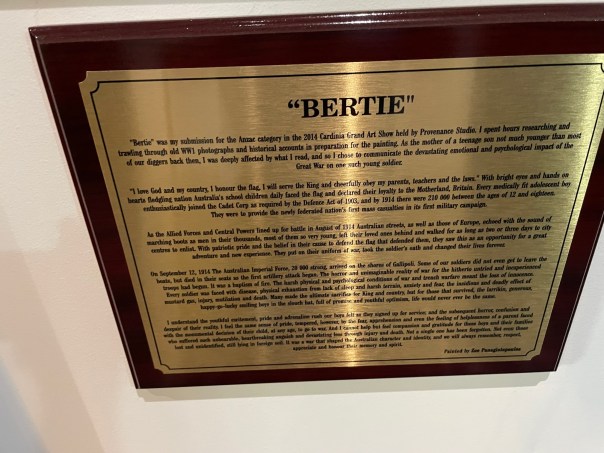 "BERTIE"
"Bertie" was my submission for the Anzac category in the 2014 Cardinia Grand Art Show held by Provenance Studio. I spent hours researching and
trawling through old WW1 photographs and historical accounts in preparation for the painting. As the mother of a teenage son not much younger than most
of our diggers back then, I was deeply affected by what I read, and so I chose to communicate the devastating emotional and psychological impact of the
Great War on one such young soldier.
"I love God and my country, I honour the flag, I will serve the King and cheerfully obey my parents, teachers and the laws." With bright eyes and hands on
hearts fledgling nation Australia's school children daily faced the flag and declared their loyalty to the Motherland, Britain. Every medically fit adolescent boy
enthusiastically joined the Cadet Corp as required by the Defence Act of 1903, and by 1914 there were 210 000 between the ages of 12 and eighteen.
They were to provide the newly federated nation's first mass casualties in its first military campaign.
As the Allied Forces and Central Powers lined up for battle in August of 1914 Australian streets, as well as those of Europe, echoed with the sound of
marching boots as men in their thousands, most of them so very young, left their loved ones behind and walked for as long as two or three days to city
centres to enlist. With patriotic pride and the belief in their cause to defend the flag that defended them, they saw this as an opportunity for a great
adventure and new experience. They put on their uniform of war, took the soldier's oath and changed their lives forever.
On September 12, 1914 The Australian Imperial Force, 20 000 strong, arrived on the shores of Gallipoli. Some of our soldiers did not even get to leave the
boats, but died in their seats as the first artillery attack began. The horror and unimaginable reality of war for the hitherto untried and inexperienced
troops had begun. It was a baptism of fire. The harsh physical and psychological conditions of war and trench warfare meant the loss of innocence.
Every soldier was faced with disease, physical exhaustion from lack of sleep and harsh terrain, anxiety and fear, the insidious and deadly effect of
mustard gas, injury, mutilation and death. Many made the ultimate sacrifice for King and country, but for those that survived, the larrikin, generous,
happy-go-lucky smiling boys in the slouch hat, full of promise and youthful optimism, life would never ever be the same.
I understand the youthful excitement, pride and adrenaline rush our boys felt as they signed up for service; and the subsequent horror, confusion and
despair of their reality. I feel the same sense of pride, tempered, however, by the fear, apprehension and even the feeling of helplessness of a parent faced
with the monumental decision of their child, at any age, to go to war. And I cannot help but feel compassion and gratitude for those boys and their families
who suffered such unbearable, heartbreaking anguish and devastating loss through injury and death. Not a single one has been forgotten. Not even those
lost and unidentified, still lying in foreign soil. It was a war that shaped the Australian character and identity, and we will always remember, respect,
appreciate and honour their memory and spirit.
Painted by Zoe